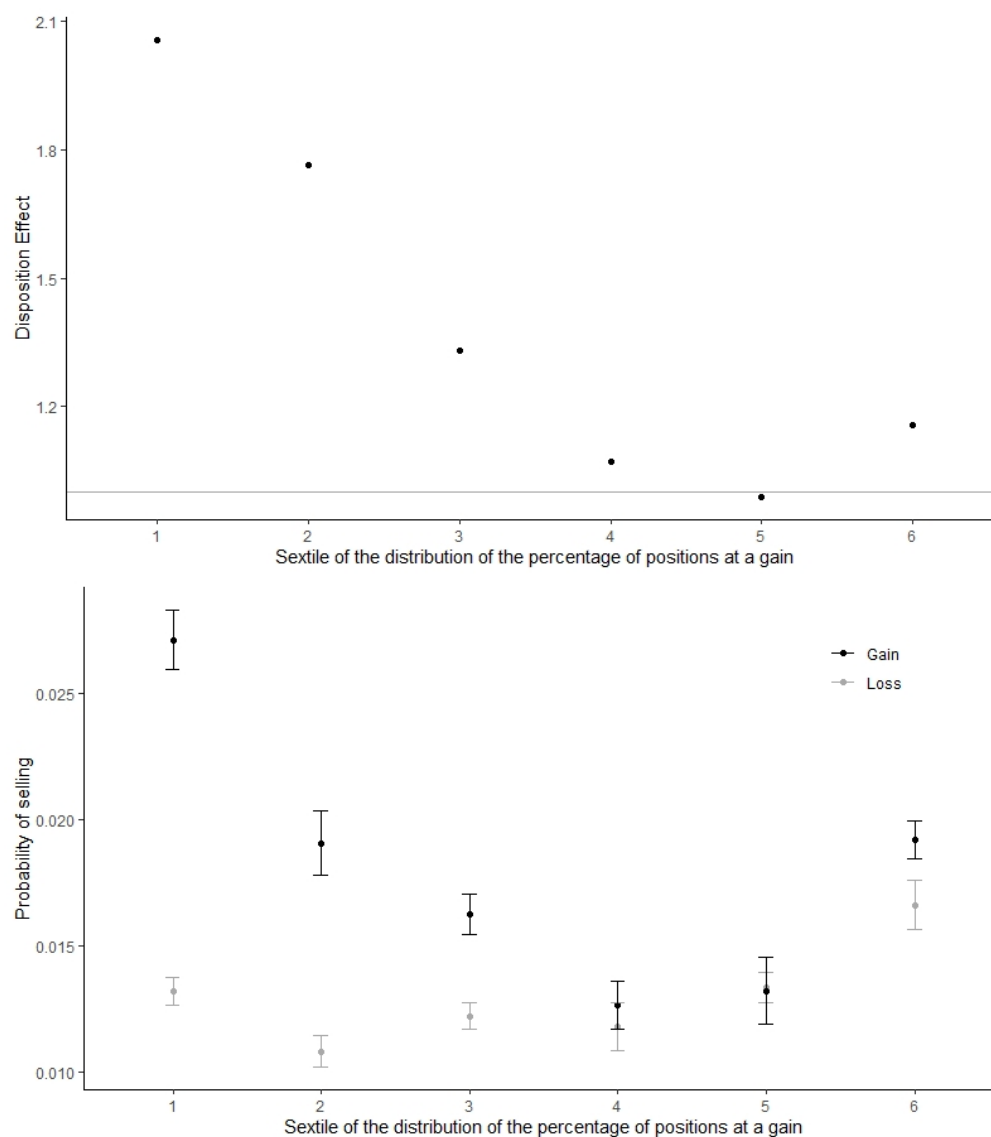 2.1
1.8
1.5
1.2
Disposition Effect
1 2 3 4 5 6
Sextile of the distribution of the percentage of positions at a gain
Gain
Loss
0.025
0.020
0.015
0.010
Probability of selling
1 2 3 4 5 6
Sextile of the distribution of the percentage of positions at a gain